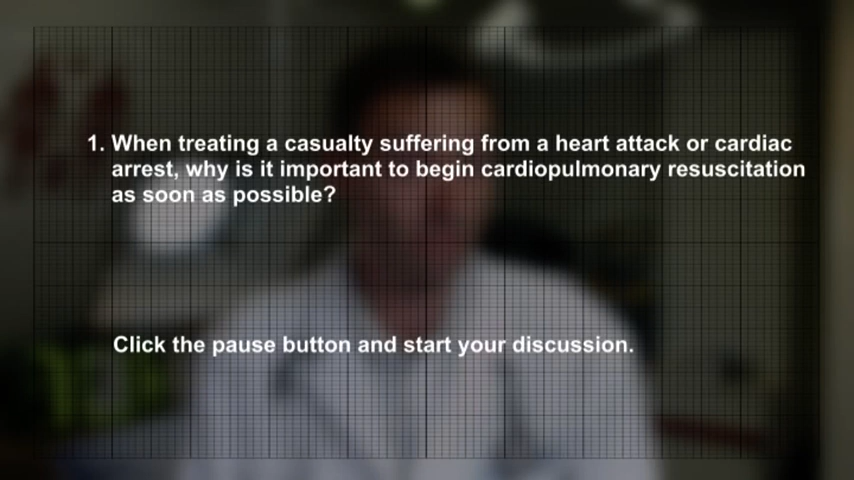 1. When treating a casualty suffering from a heart attack or cardiac
arrest, why is it important to begin cardiopulmonary resuscitation
as soon as possible?
Click the pause button and start your discussion.